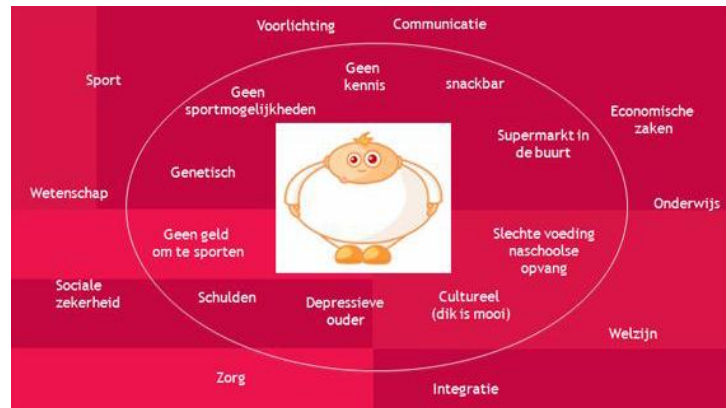 Voorlichting
Communicatie
Sport
Geen
kennis
snackbar
Geen
sportmogelijkheden
Economische
zaken
Supermarkt in
de buurt
Genetisch
Wetenschap
Onderwijs
Geen geld
om te sporten
Slechte voeding
naschoolse
opvang
Sociale
zekerheid
Schulden
Depressieve
ouder
Cultureel
(dik is mooi)
Welzijn
Zorg
Integratie